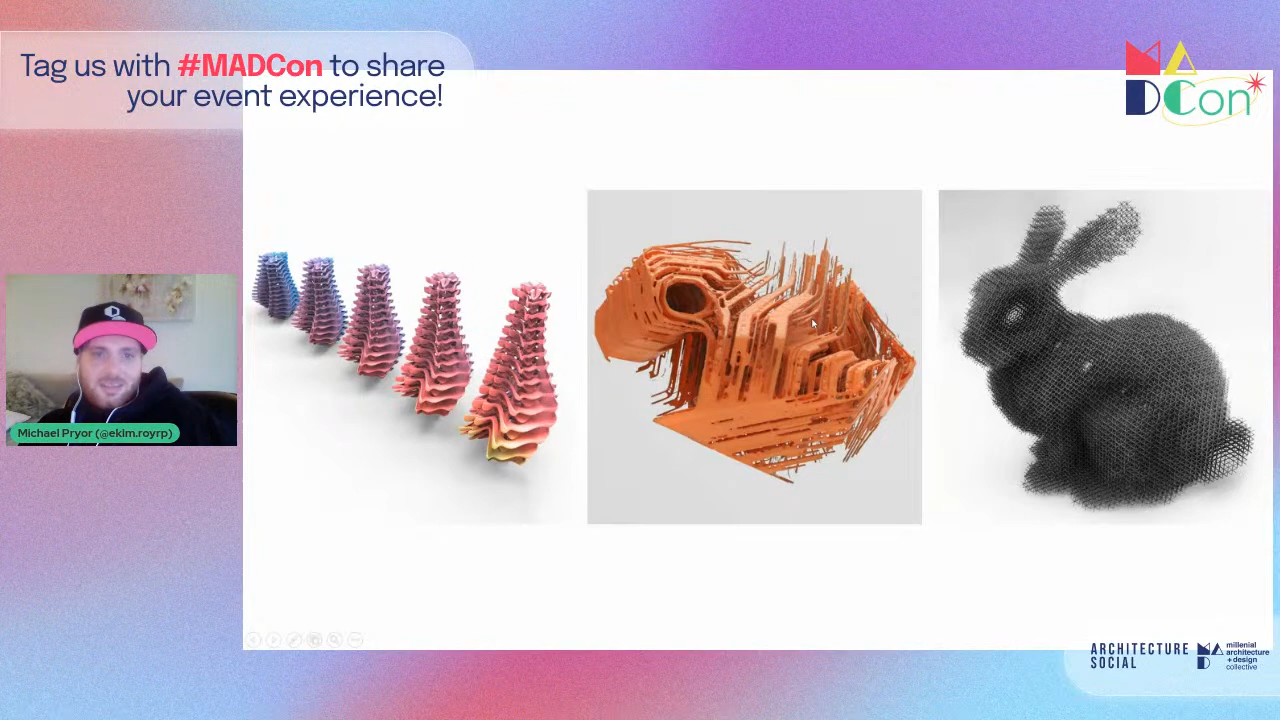 Tag us with #MADCon to share
your event experience!
MA
DCon
Michael Pryor (@ekim.royrp)
ARCHITECTURE
SOCIAL
MA
D
millenial
architecture
+ design
collective